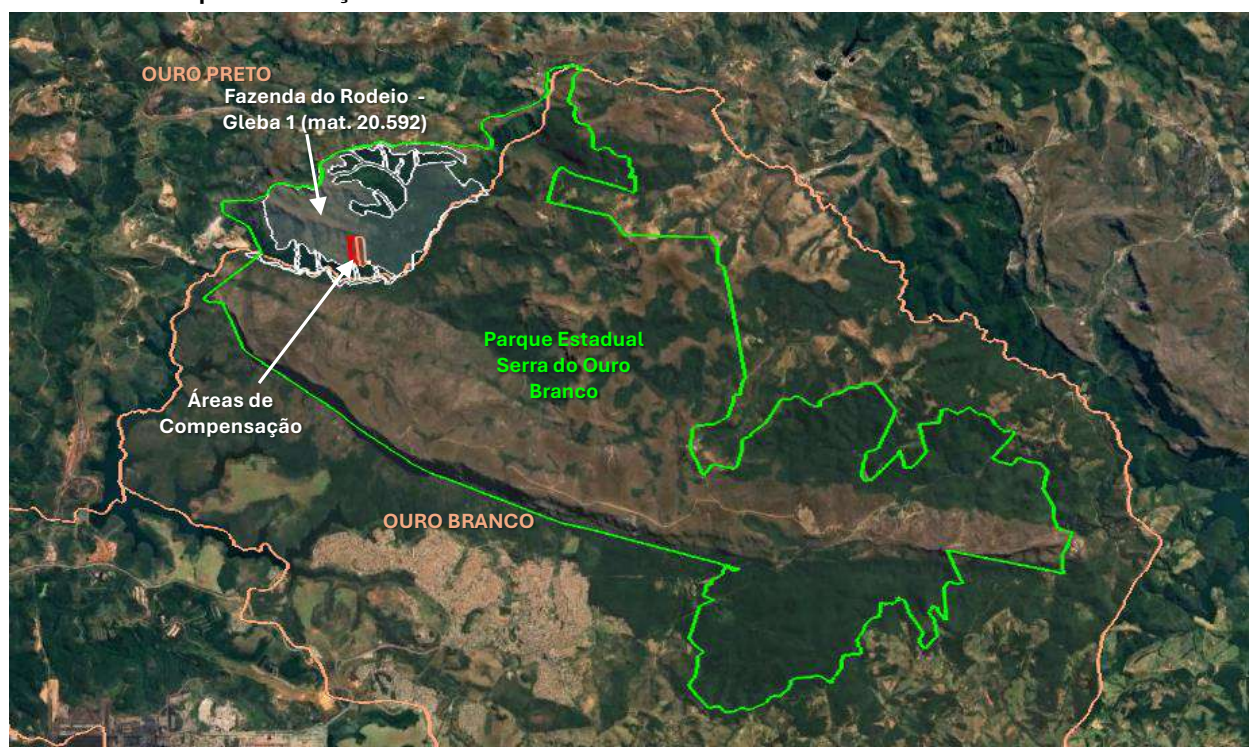 OURO PRETO
Fazenda do Rodeio -
Gleba 1 (mat. 20.592)
Parque Estadual
Serra do Ouro
Branco
Áreas de
Compensação
OURO BRANCO